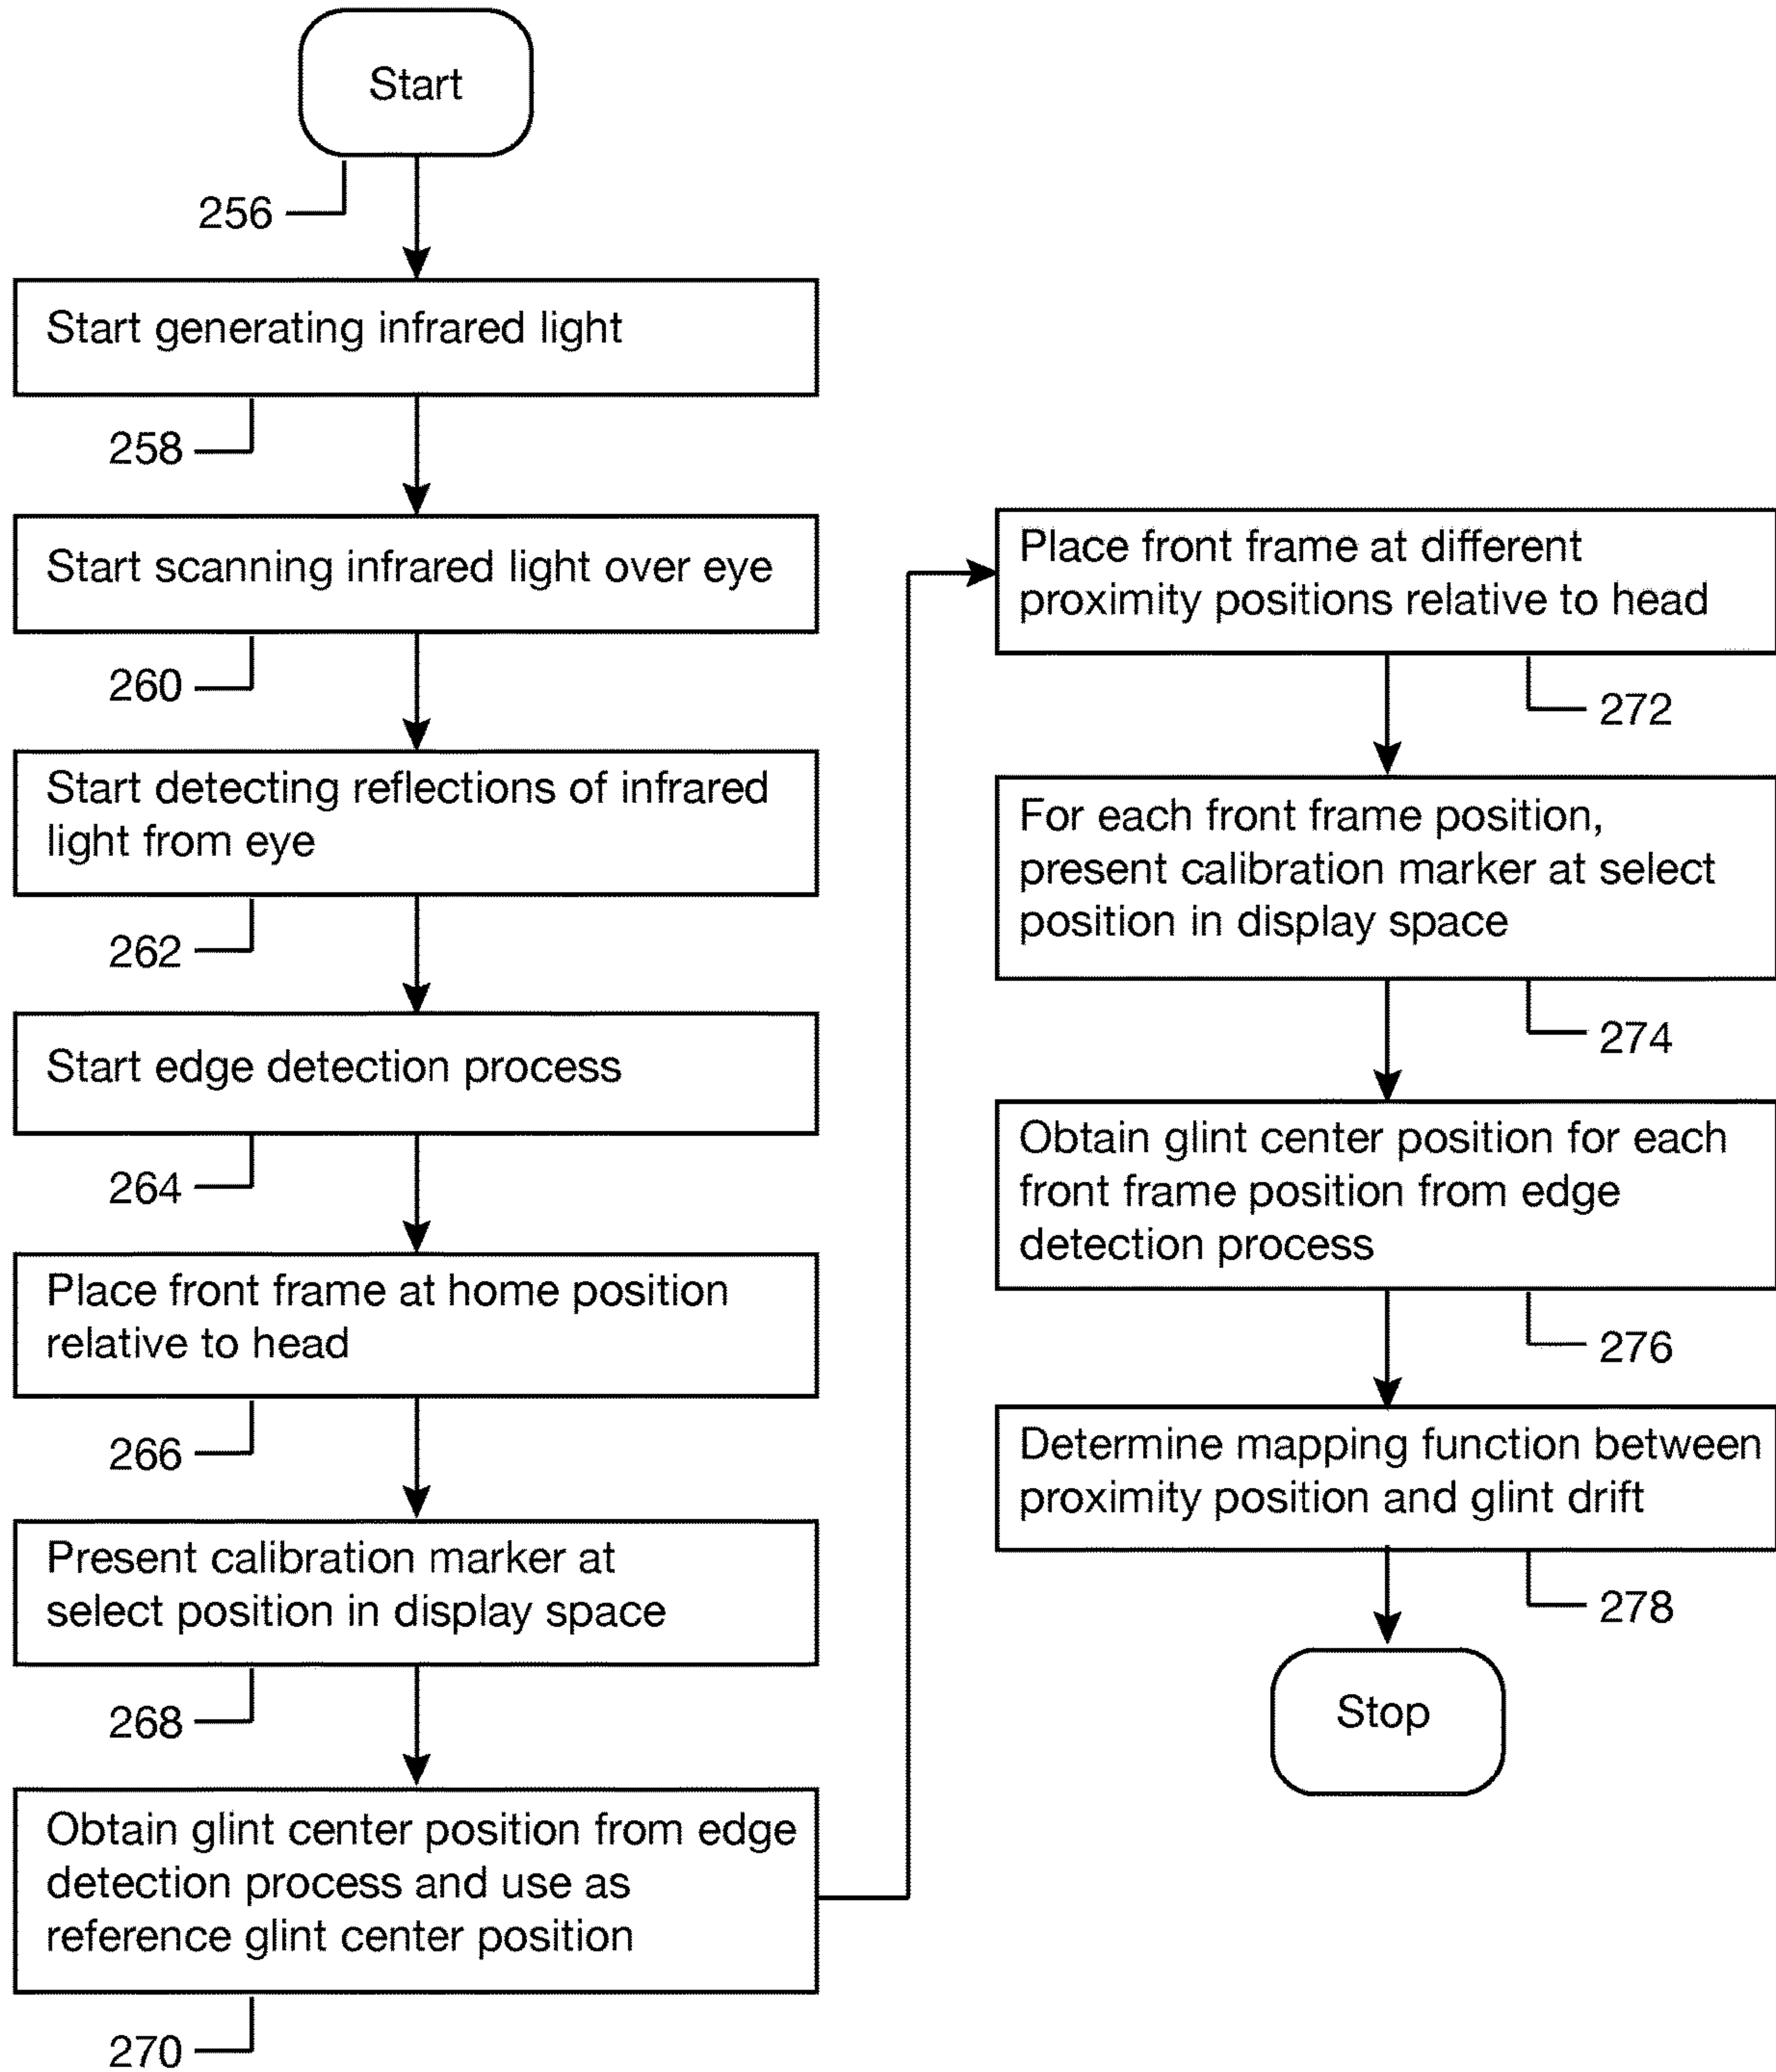 Start
256
Start generating infrared light
258
Start scanning infrared light over eye
260
Start detecting reflections of infrared
light from eye
262
Start edge detection process
264
Place front frame at home position
relative to head
266
Present calibration marker at
select position in display space
268
Obtain glint center position from edge
detection process and use as
reference glint center position
270
Place front frame at different
proximity positions relative to head
272
For each front frame position,
present calibration marker at select
position in display space
274
Obtain glint center position for each
front frame position from edge
detection process
276
Determine mapping function between
proximity position and glint drift
278
Stop